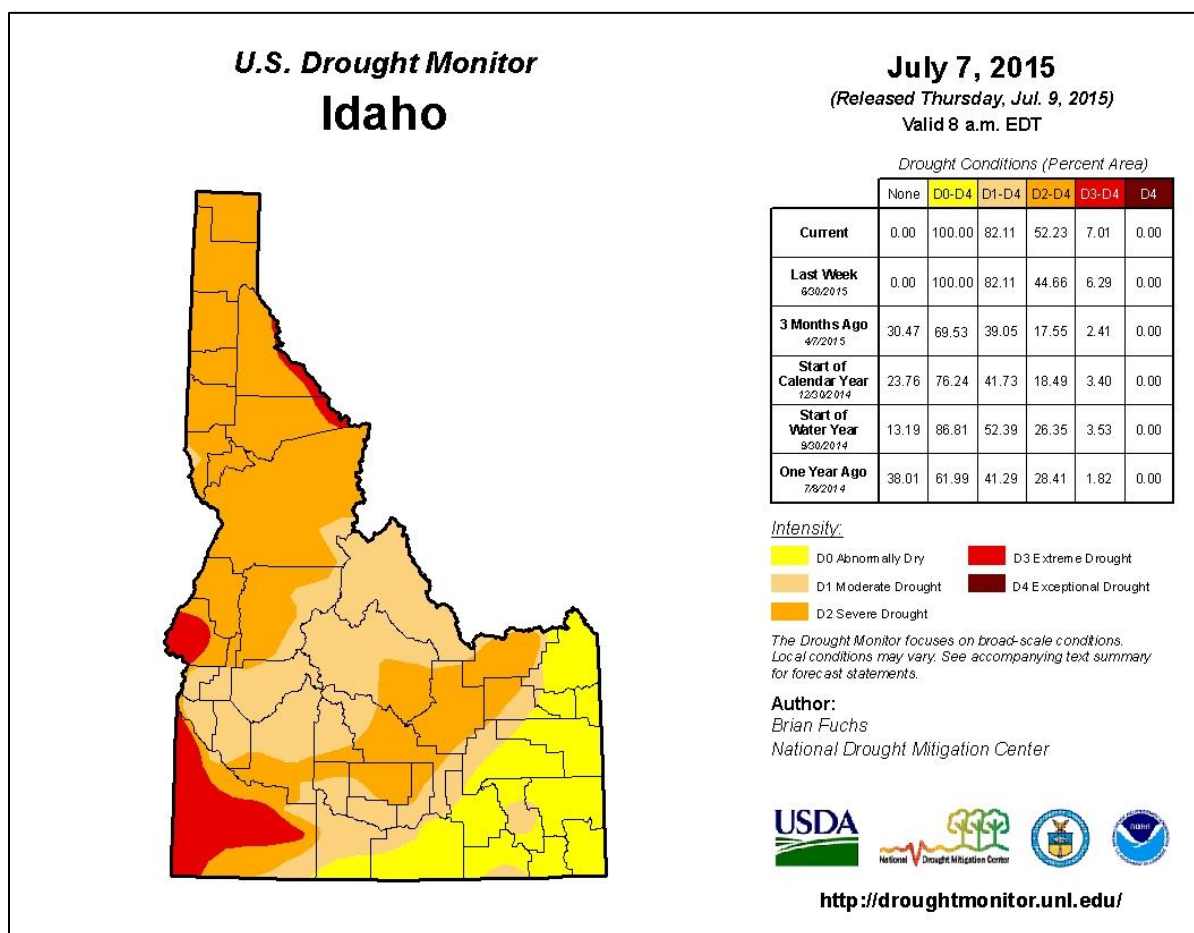 U.S. Drought Monitor
Idaho
July 7, 2015
(Released Thursday, Jul. 9, 2015)
Valid 8 a.m. EDT
Drought Conditions (Percent Area)
None D0-D4 D1-D4 D2-D4 D3-D4 D4
Current 0.00 100.00 82.11 52.23 7.01 0.00
Last Week
6/30/2015
0.00 100.00 82.11 44.66 6.29 0.00
3 Months Ago
4/7/2015
30.47 69.53 39.05 17.55 2.41 0.00
Start of
Calendar Year
12/30/2014
23.76 76.24 41.73 18.49 3.40 0.00
Start of
Water Year
9/30/2014
13.19 86.81 52.39 26.35 3.53 0.00
One Year Ago
7/8/2014
38.01 61.99 41.29 28.41 1.82 0.00
Intensity:
D0 Abnormally Dry
D1 Moderate Drought
D2 Severe Drought
D3 Extreme Drought
D4 Exceptional Drought
The Drought Monitor focuses on broad-scale conditions.
Local conditions may vary. See accompanying text summary
for forecast statements.
Author:
Brian Fuchs
National Drought Mitigation Center
USDA
National Drought Mitigation Center
NOAA
http://droughtmonitor.unl.edu/